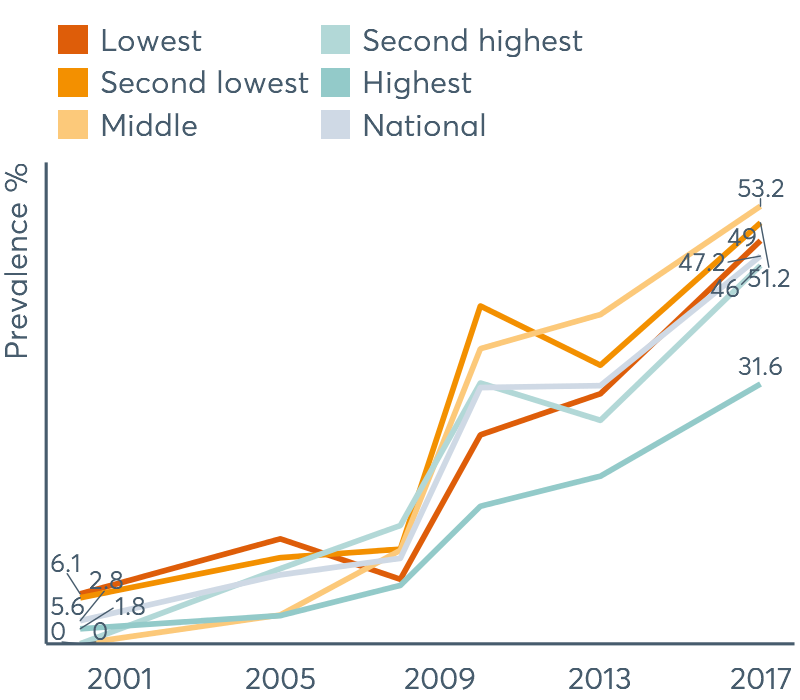 Lowest
Second lowest
Middle
Second highest
Highest
National
Prevalence %
53.2
49
47.2
51.2
46
31.6
6.1
2.8
5.6
1.8
0
0
2001
2005
2009
2013
2017